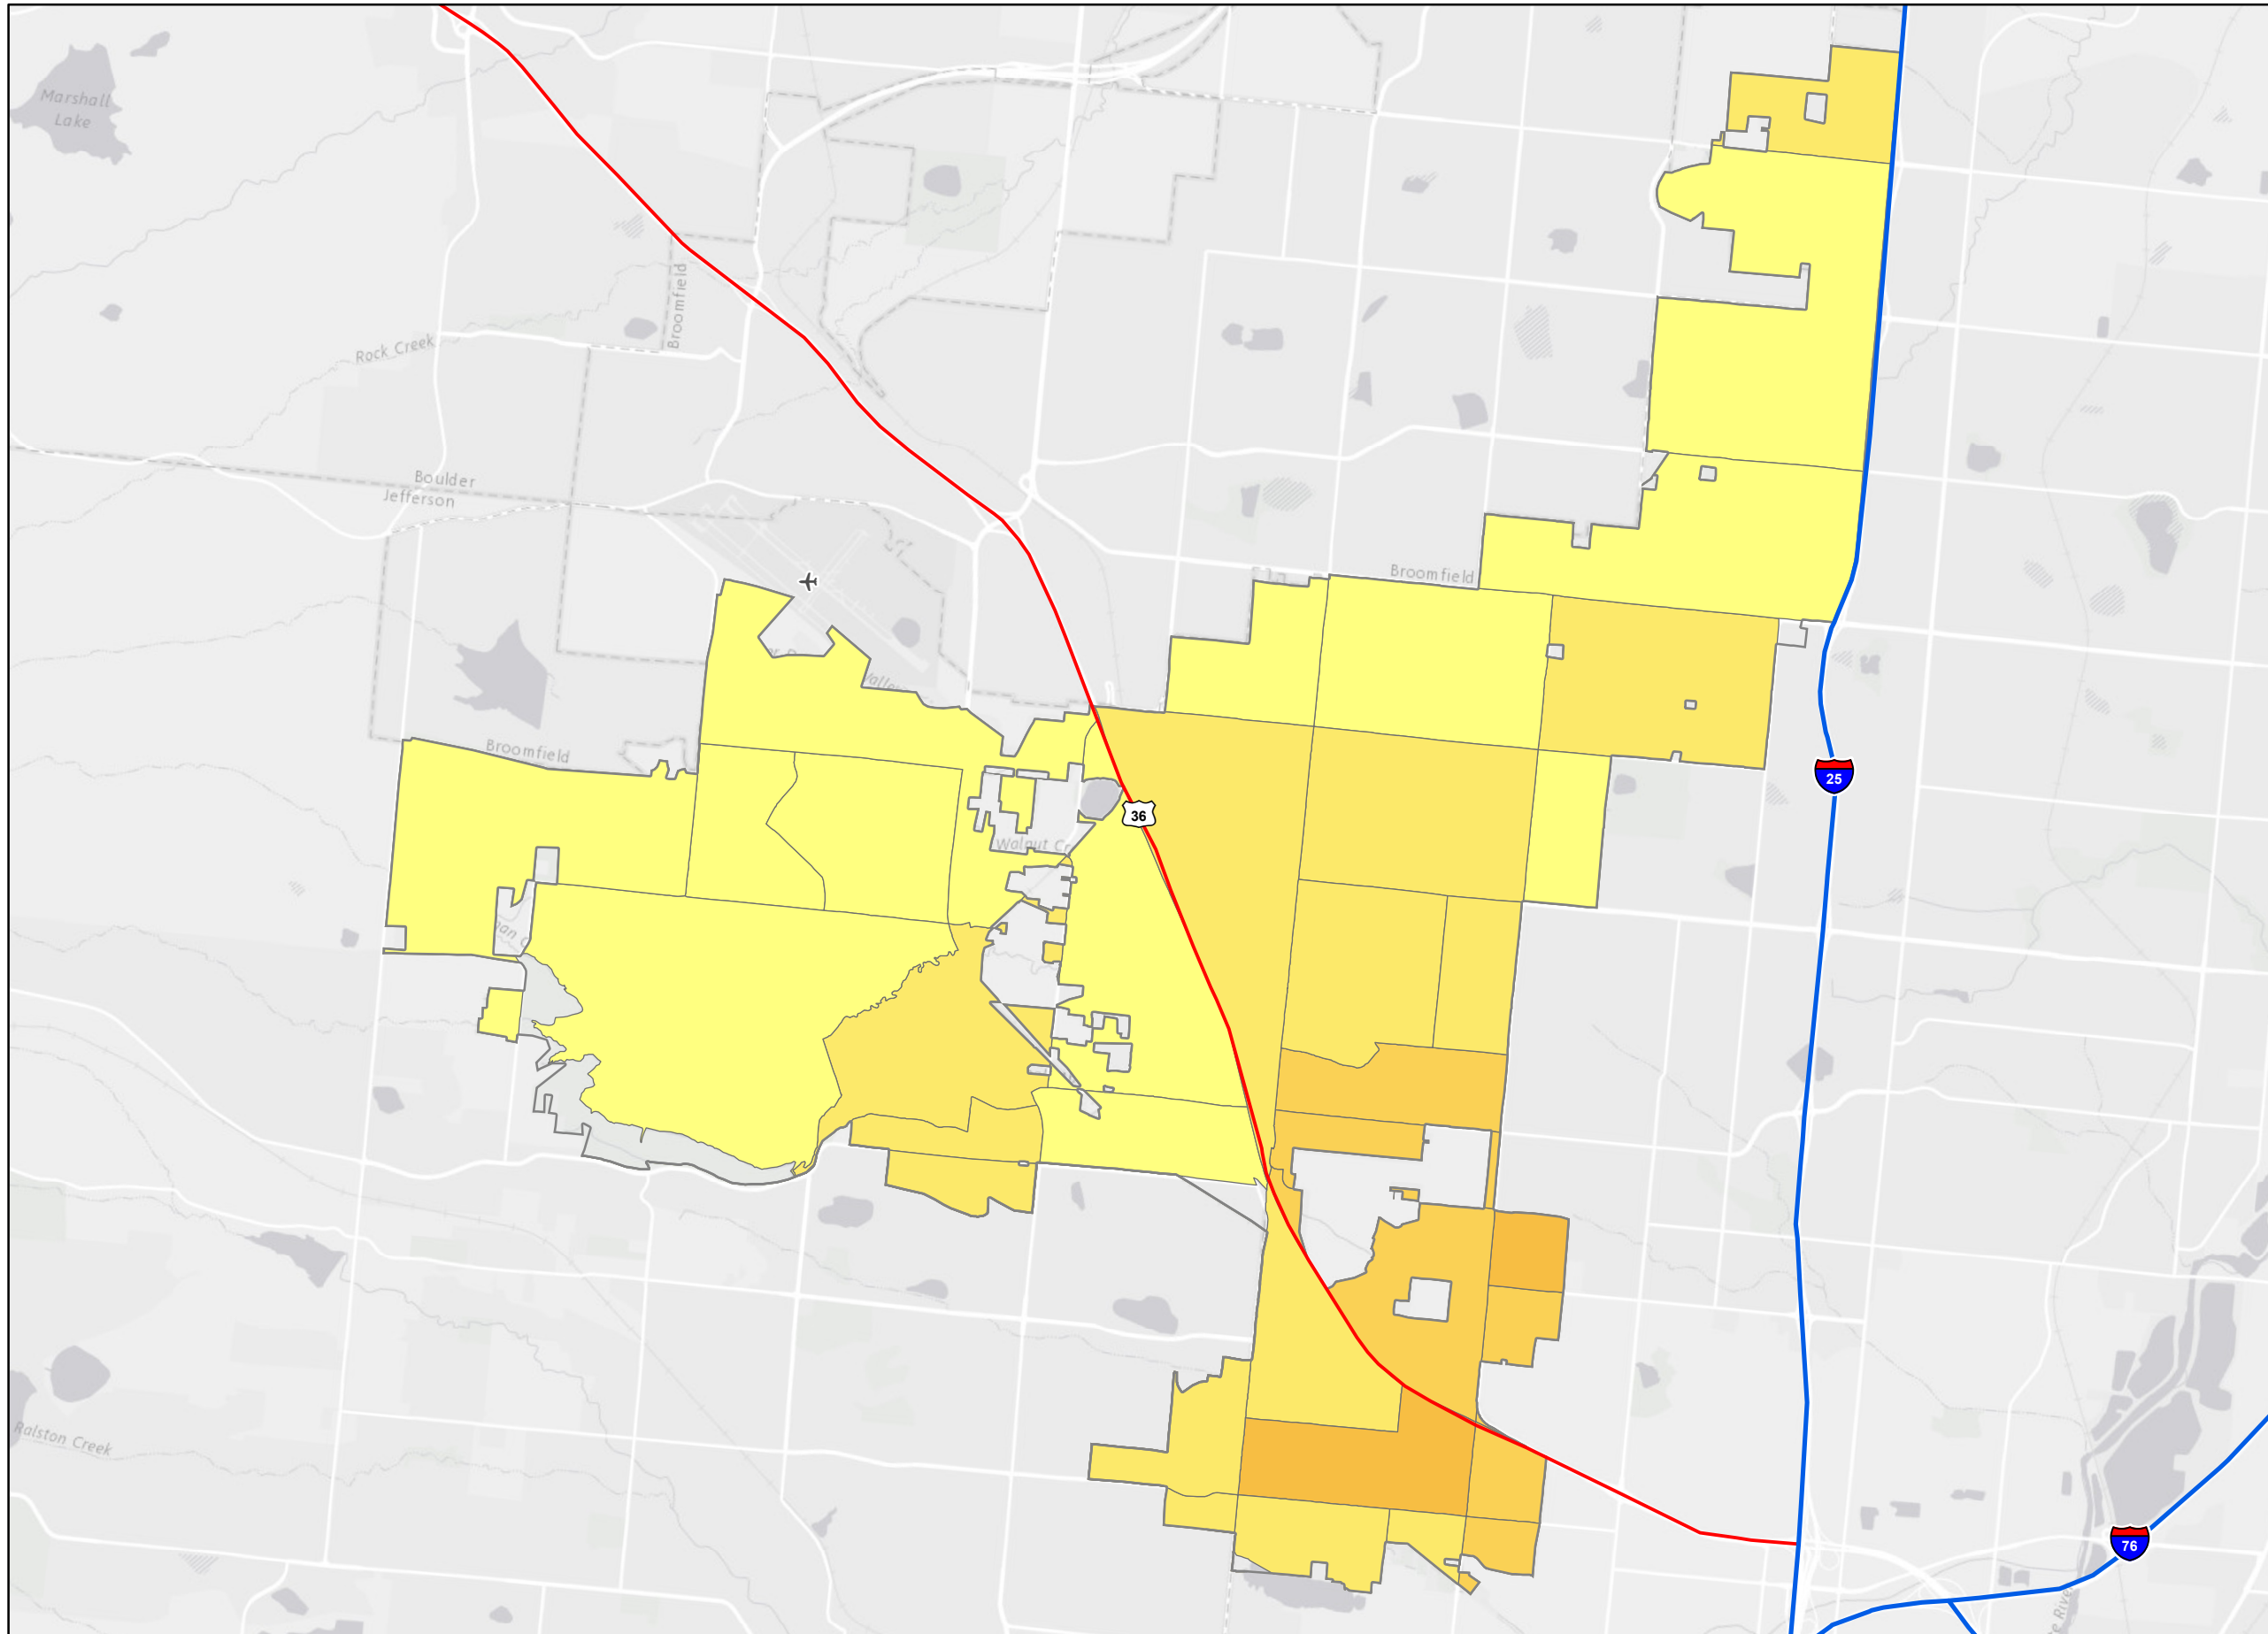 Marshall
Lake
Broomfield
Rock Creek
Boulder
Jefferson
Broomfield
Broomfield
25
36
Walnut Cr
Ralston Creek
76